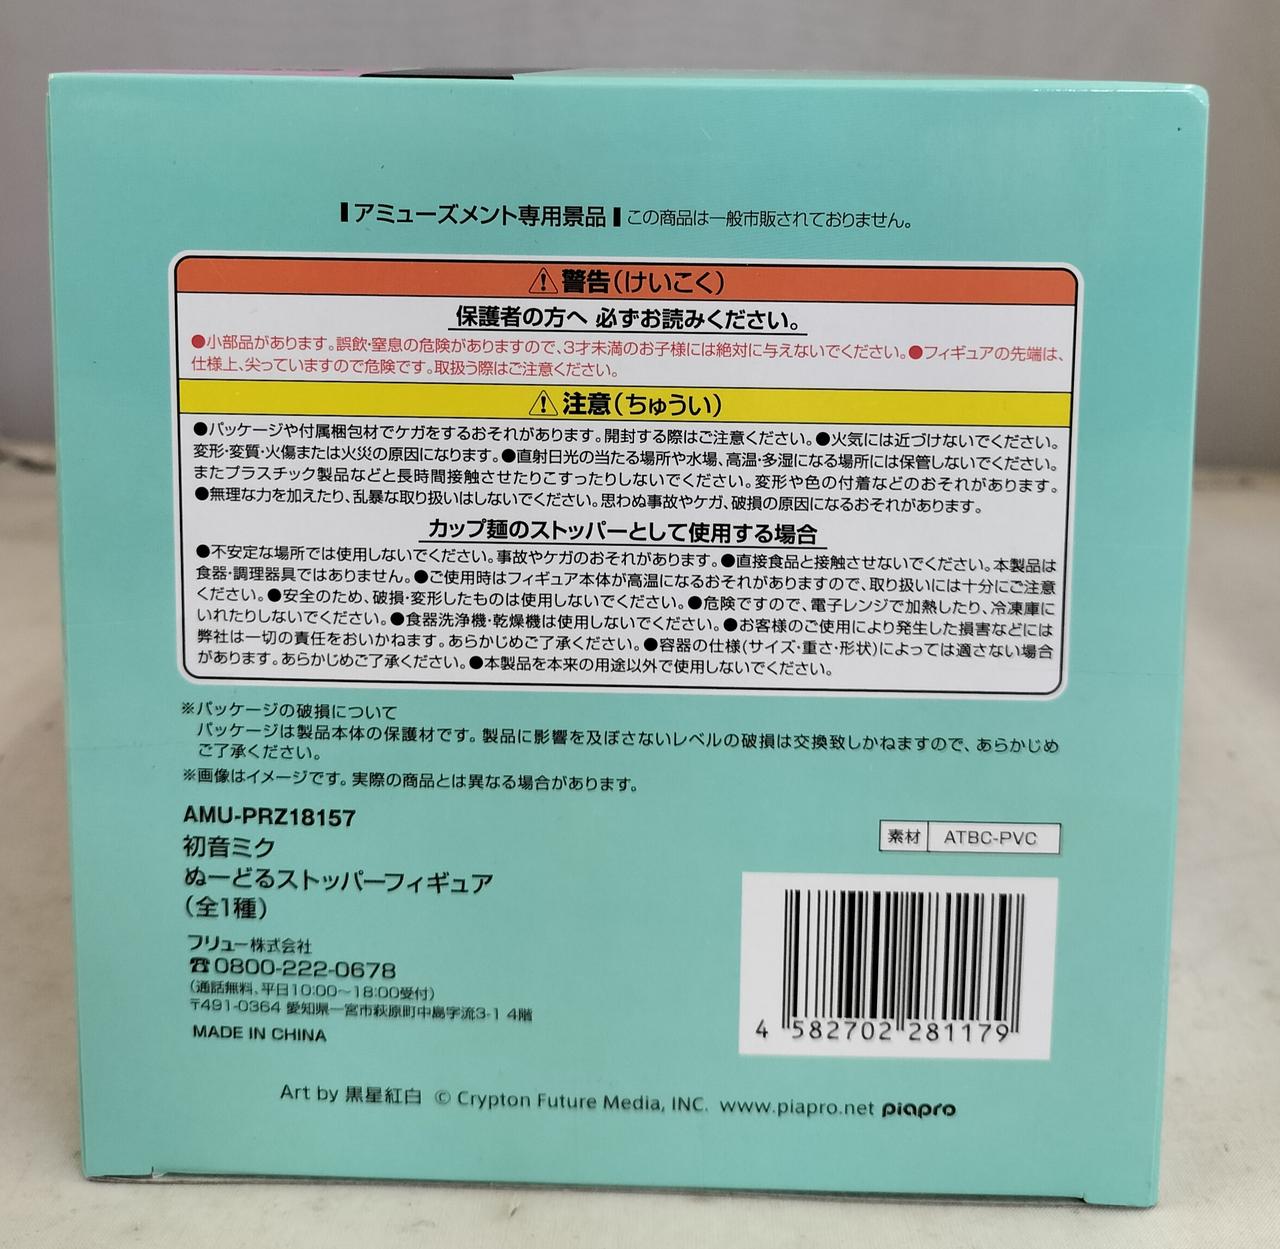 アミューズメント専用景品 この商品は一般市販されておりません。
⚠警告(けいこく)
保護者の方へ 必ずお読みください。
●小部品があります。誤飲・窒息の危険がありますので、3才未満のお子様には絶対に与えないでください。●フィギュアの先端は、
仕様上、尖っていますので危険です。取扱う際はご注意ください。
⚠注意(ちゅうい)
●パッケージや付属梱包材でケガをするおそれがあります。開封する際はご注意ください。●火気には近づけないでください。
変形・変質・火傷または火災の原因になります。●直射日光の当たる場所や水場、高温・多湿になる場所には保管しないでください。
またプラスチック製品などと長時間接触させたりこすったりしないでください。変形や色の付着などのおそれがあります。
●無理な力を加えたり、乱暴な取り扱いはしないでください。思わぬ事故やケガ、破損の原因になるおそれがあります。
カップ麺のストッパーとして使用する場合
●不安定な場所では使用しないでください。事故やケガのおそれがあります。●直接食品と接触させないでください。本製品は
食器・調理器具ではありません。●ご使用時はフィギュア本体が高温になるおそれがありますので、取り扱いには十分にご注意
ください。●安全のため、破損・変形したものは使用しないでください。●危険ですので、電子レンジで加熱したり、冷凍庫に
いれたりしないでください。●食器洗浄機・乾燥機は使用しないでください。●お客様のご使用により発生した損害などには
弊社は一切の責任をおいかねます。あらかじめご了承ください。●容器の仕様(サイズ・重さ・形状)によっては適さない場合
があります。あらかじめご了承ください。●本製品を本来の用途以外で使用しないでください。
※パッケージの破損について
パッケージは製品本体の保護材です。製品に影響を及ぼさないレベルの破損は交換致しかねますので、あらかじめ
ご了承ください。
※画像はイメージです。実際の商品とは異なる場合があります。
AMU-PRZ18157
初音ミク
ぬーどるストッパーフィギュア
(全1種)
素材 ATBC-PVC
フリュー株式会社
☎0800-222-0678
(通話無料、平日10:00〜18:00受付)
〒491-0364 愛知県一宮市萩原町中島字流3-1 4階
MADE IN CHINA
4 582702 281179
Art by 黒星紅白 © Crypton Future Media, INC. www.piapro.net piapro